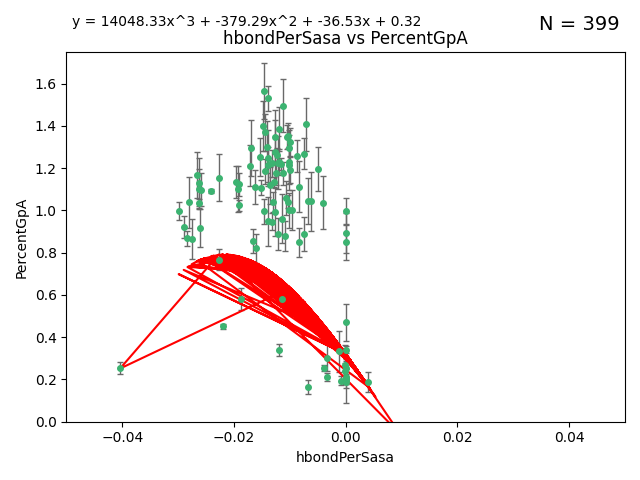 y = 14048.33x^3 + -379.29x^2 + -36.53x + 0.32
N = 399
hbondPerSasa vs PercentGpA
PercentGpA
1.6
1.4
1.2
1.0
0.8
0.6
0.4
0.2
0.0
−0.04 −0.02 0.00 0.02 0.04
hbondPerSasa